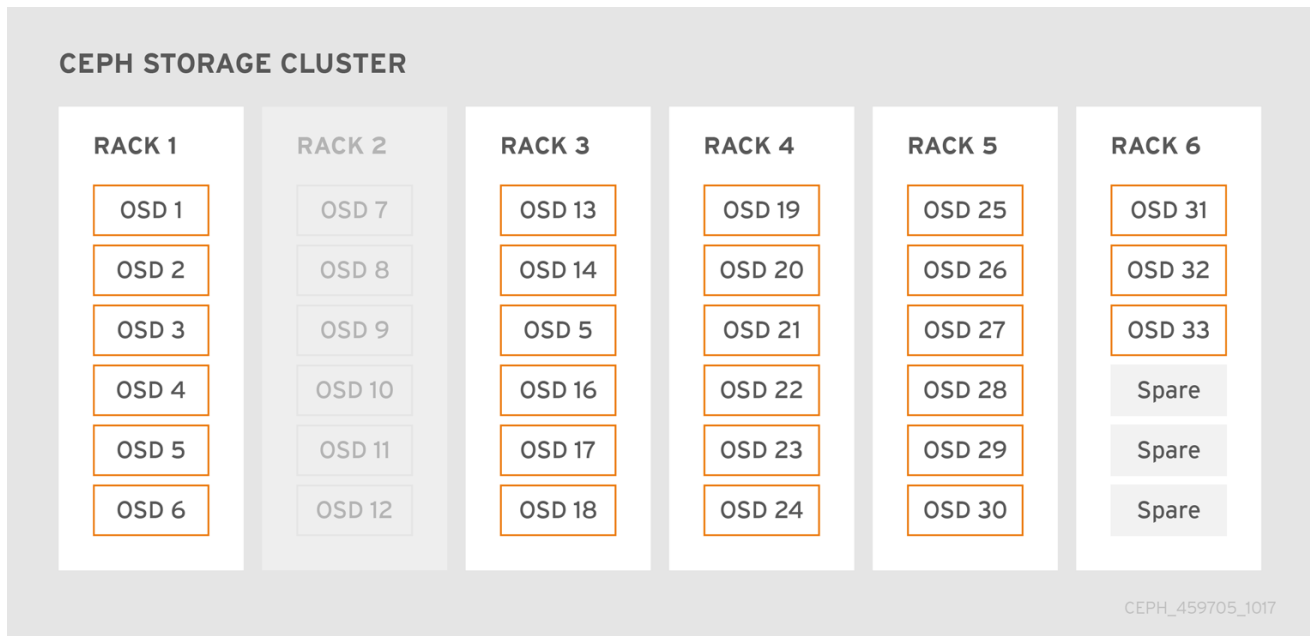 CEPH STORAGE CLUSTER
RACK 1
OSD 1
OSD 2
OSD 3
OSD 4
OSD 5
OSD 6
RACK 2
OSD 7
OSD 8
OSD 9
OSD 10
OSD 11
OSD 12
RACK 3
OSD 13
OSD 14
OSD 5
OSD 16
OSD 17
OSD 18
RACK 4
OSD 19
OSD 20
OSD 21
OSD 22
OSD 23
OSD 24
RACK 5
OSD 25
OSD 26
OSD 27
OSD 28
OSD 29
OSD 30
RACK 6
OSD 31
OSD 32
OSD 33
Spare
Spare
Spare
CEPH_459705_1017